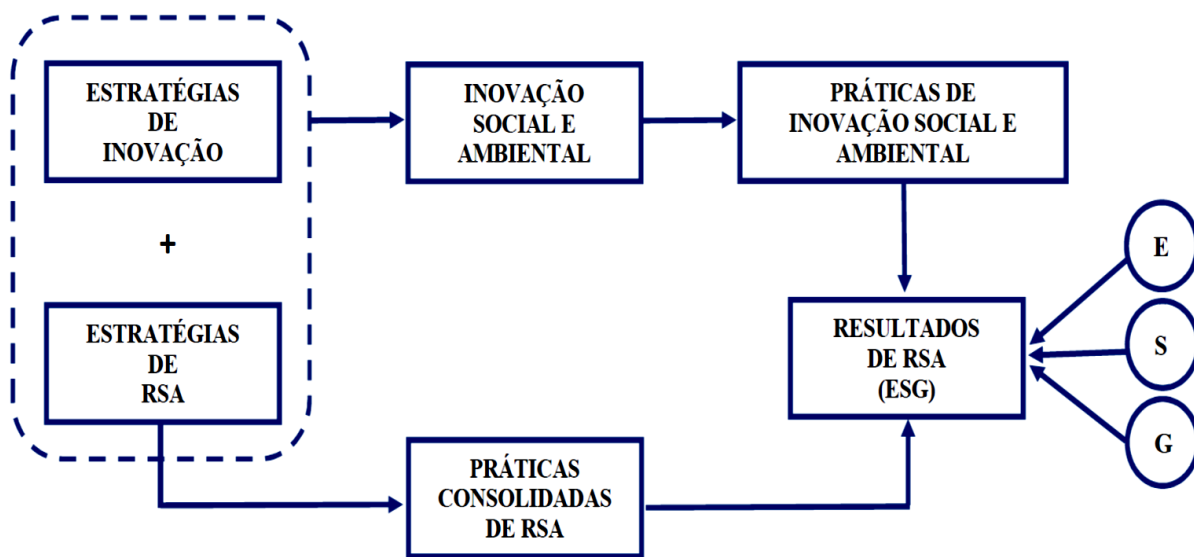 ESTRATÉGIAS
DE
INOVAÇÃO
INOVAÇÃO
SOCIAL E
AMBIENTAL
PRÁTICAS DE
INOVAÇÃO SOCIAL E
AMBIENTAL
+
ESTRATÉGIAS
DE
RSA
RESULTADOS
DE RSA
(ESG)
E
S
G
PRÁTICAS
CONSOLIDADAS
DE RSA